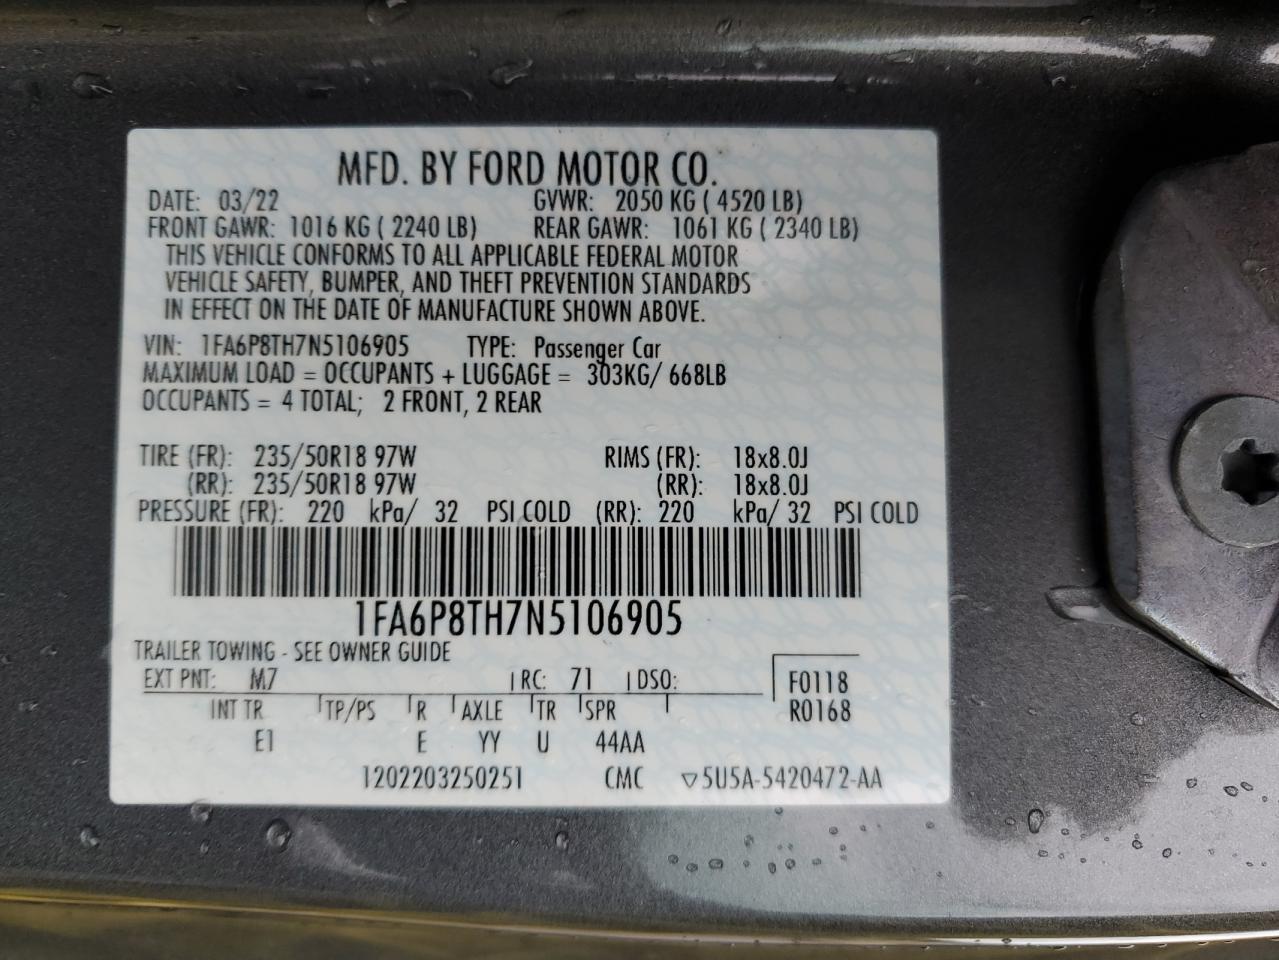 MFD. BY FORD MOTOR CO.
DATE: 03/22 GVWR: 2050 KG ( 4520 LB)
FRONT GAWR: 1016 KG ( 2240 LB) REAR GAWR: 1061 KG ( 2340 LB)
THIS VEHICLE CONFORMS TO ALL APPLICABLE FEDERAL MOTOR
VEHICLE SAFETY, BUMPER, AND THEFT PREVENTION STANDARDS
IN EFFECT ON THE DATE OF MANUFACTURE SHOWN ABOVE.
VIN: 1FA6P8TH7N5106905 TYPE: Passenger Car
MAXIMUM LOAD = OCCUPANTS + LUGGAGE = 303KG/ 668LB
OCCUPANTS = 4 TOTAL; 2 FRONT, 2 REAR
TIRE (FR): 235/50R18 97W RIMS (FR): 18x8.0J
(RR): 235/50R18 97W (RR): 18x8.0J
PRESSURE (FR): 220 kPa/ 32 PSI COLD (RR): 220 kPa/ 32 PSI COLD
1FA6P8TH7N5106905
TRAILER TOWING - SEE OWNER GUIDE
EXT PNT: M7 RC: 71 DSO: F0118
INT TR TP/PS R AXLE TR SPR R0168
E1 E YY U 44AA
1202203250251 CMC ▽5U5A-5420472-AA